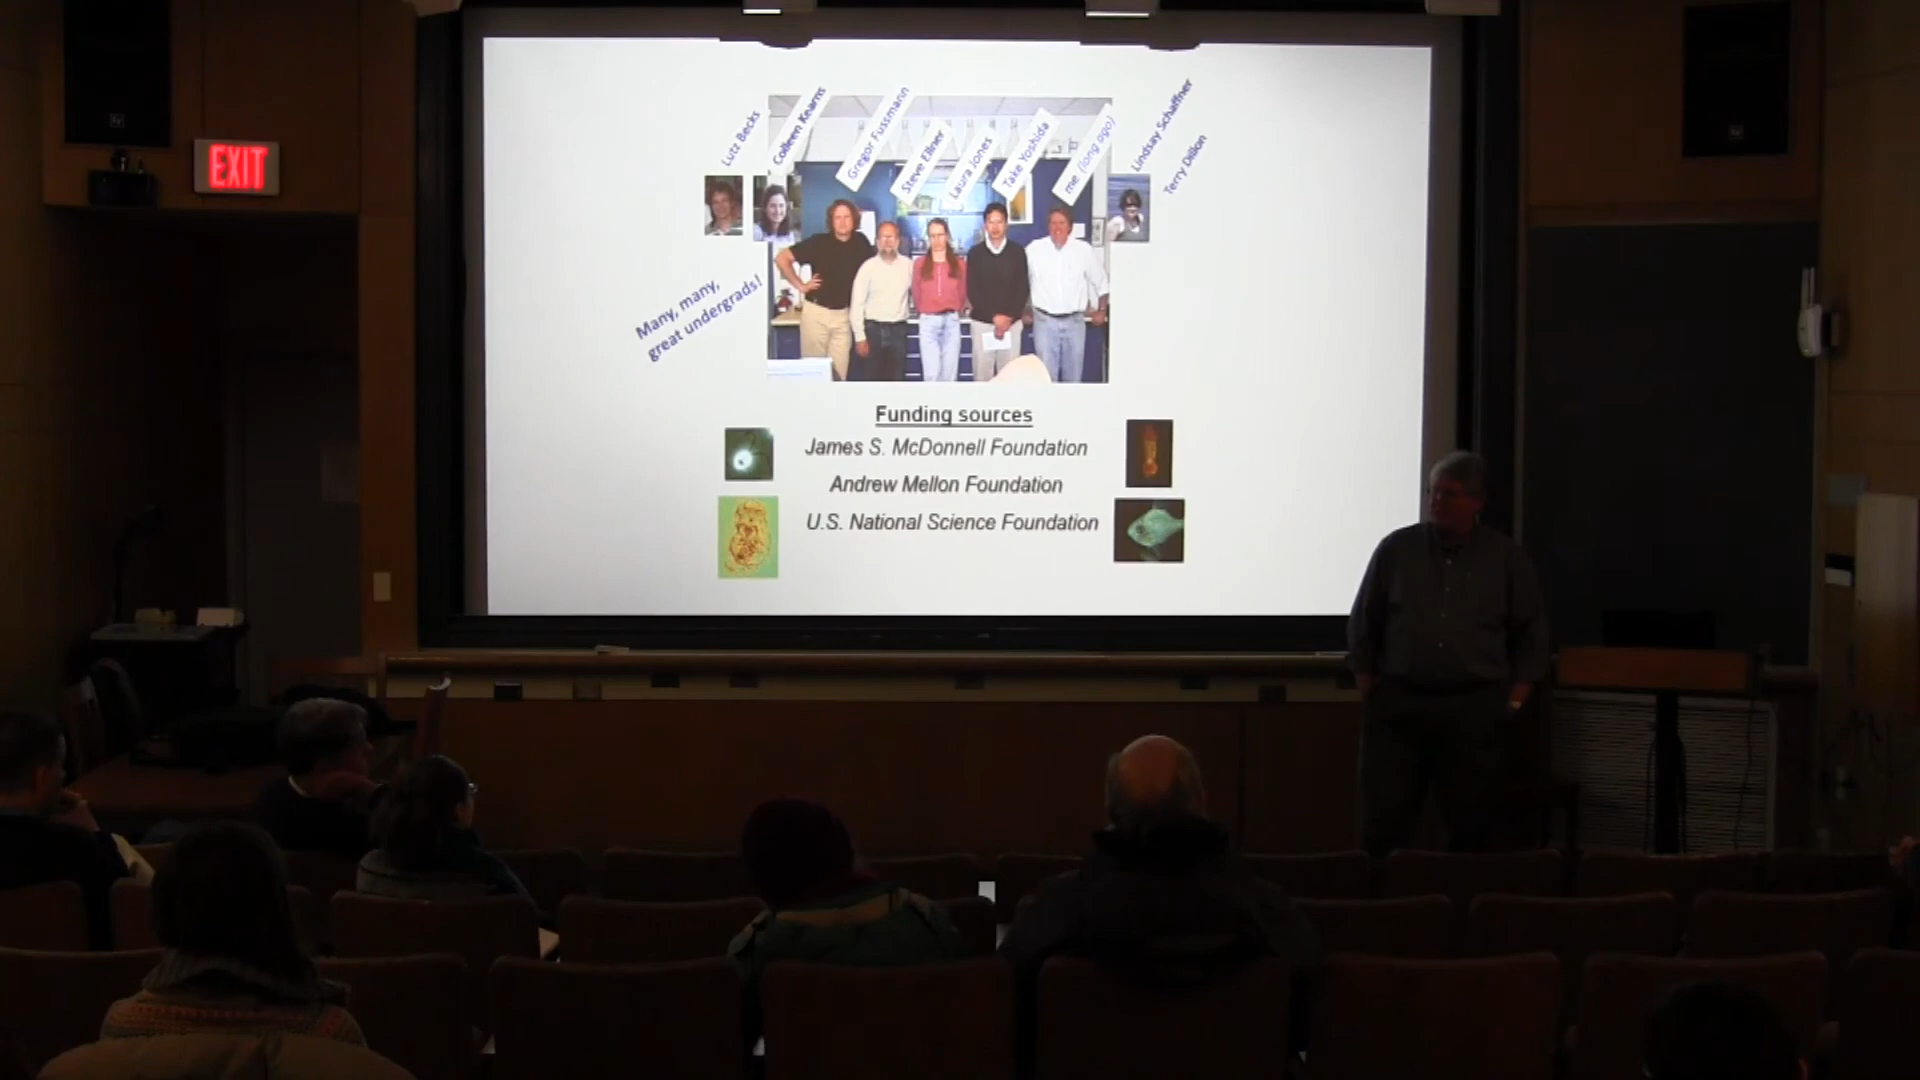 EXIT
Lutz Becks
Colleen Kearns
Gregor Fussmann
Steve Ellner
Laura Jones
Take Yoshida
me (long ago)
Lindsay Schaffner
Terry Dillon
Many, many,
great undergrads!
Funding sources
James S. McDonnell Foundation
Andrew Mellon Foundation
U.S. National Science Foundation